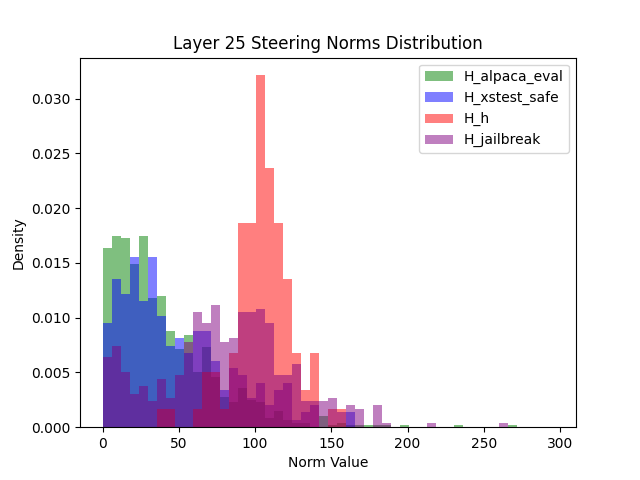 Layer 25 Steering Norms Distribution
H_alpaca_eval
H_xstest_safe
H_h
H_jailbreak
0.030
0.025
0.020
0.015
0.010
0.005
0.000
Density
0 50 100 150 200 250 300
Norm Value